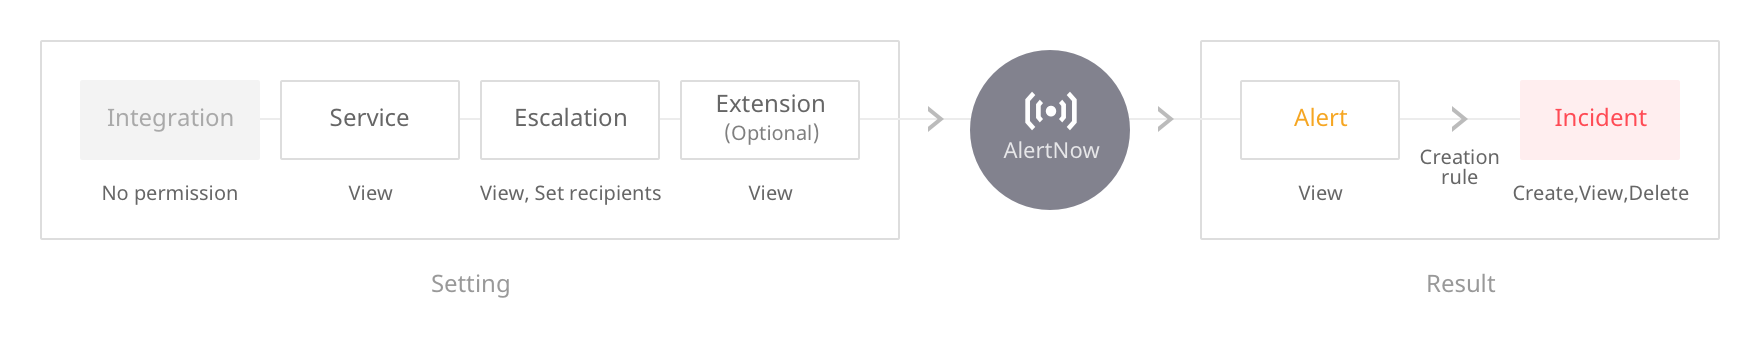 Integration
Service
Escalation
Extension
(Optional)
No permission
View
View, Set recipients
View
Setting
AlertNow
Alert
Creation
rule
Incident
View
Create,View,Delete
Result